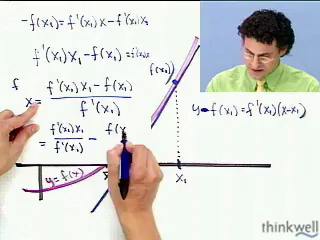 -f(x₁) = f'(x₁)x - f'(x₁)x₁
f'(x₁)x₁ - f(x₁) = f'(x₁)x
x = f'(x₁)x₁ - f(x₁) / f'(x₁)
= f'(x₁)x₁ / f'(x₁) - f(x
f(x₁)
y - f(x₁) = f'(x₁)(x-x₁)
y = f(x)
x₁
thinkwell